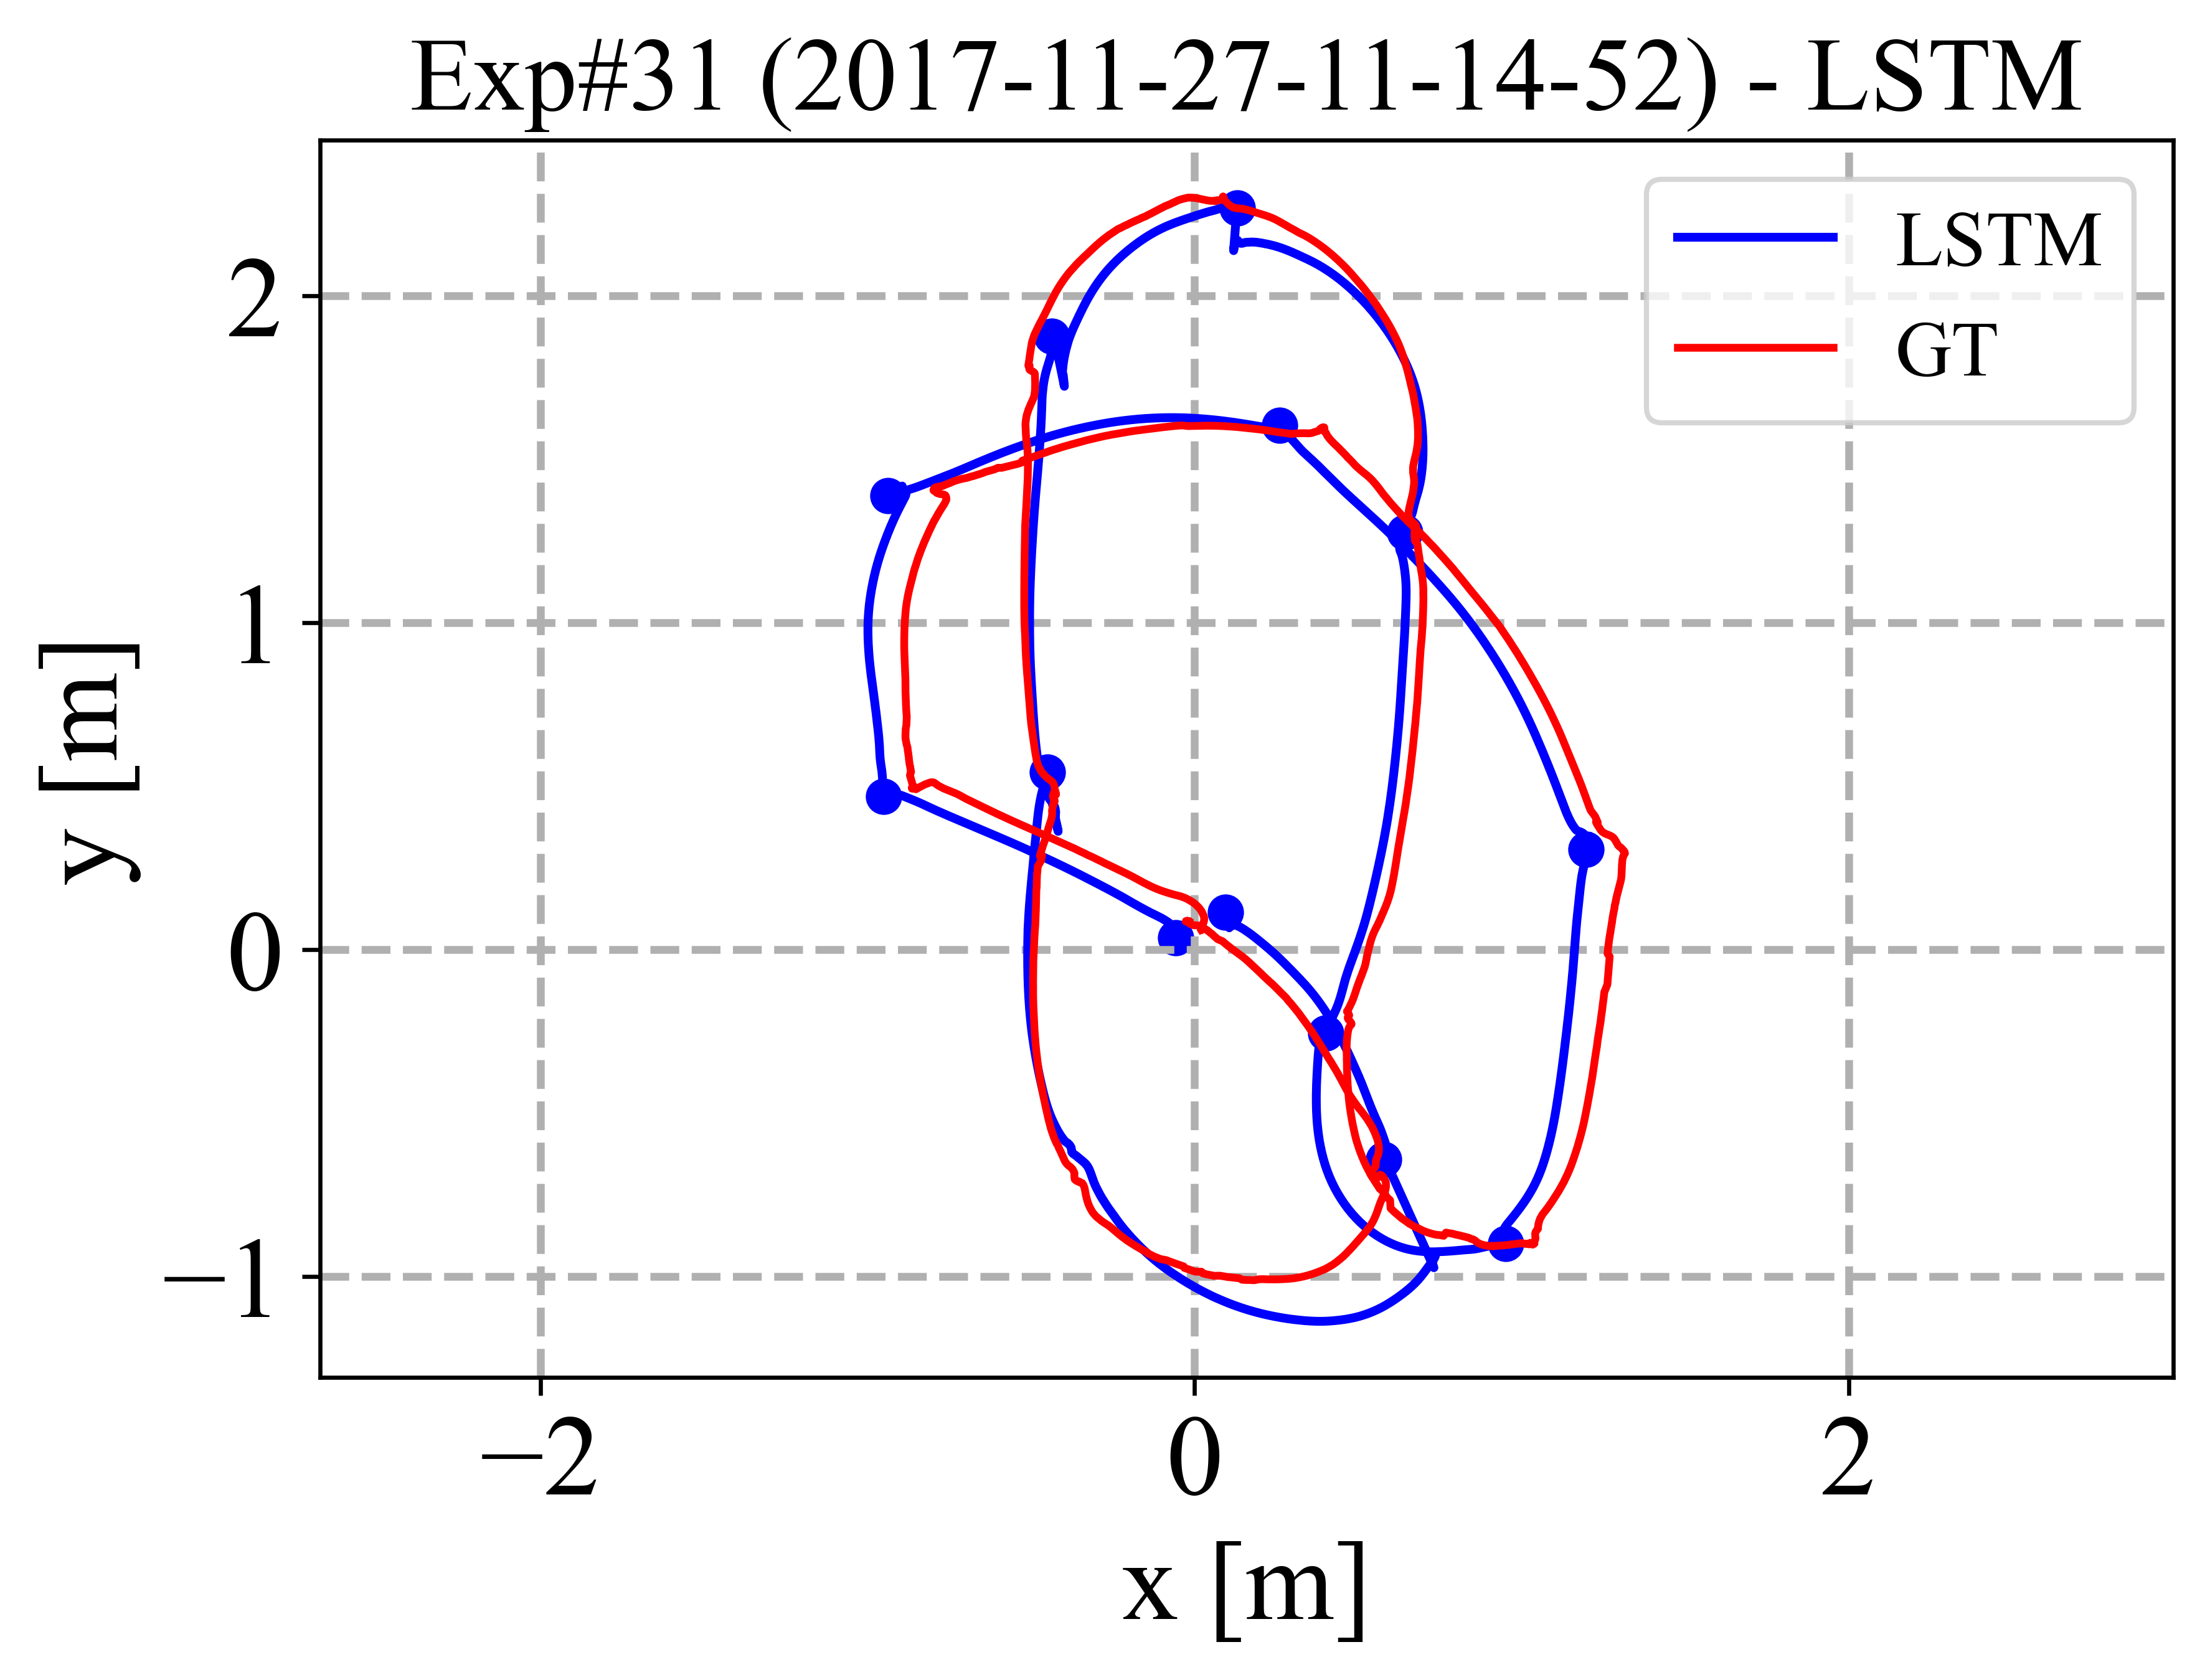 Exp#31 (2017-11-27-11-14-52) - LSTM
LSTM
GT
2
1
0
−1
y [m]
−2
0
2
x [m]